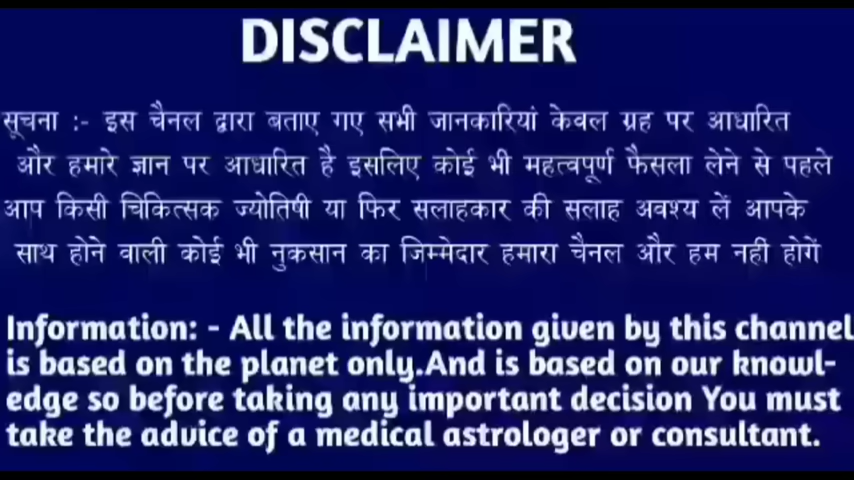 DISCLAIMER
सूचना :- इस चैनल द्वारा बताए गए सभी जानकारियां केवल ग्रह पर आधारित
और हमारे ज्ञान पर आधारित है इसलिए कोई भी महत्वपूर्ण फैसला लेने से पहले
आप किसी चिकित्सक ज्योतिषी या फिर सलाहकार की सलाह अवश्य लें आपके
साथ होने वाली कोई भी नुकसान का जिम्मेदार हमारा चैनल और हम नहीं होगें
Information: - All the information given by this channel
is based on the planet only.And is based on our knowl-
edge so before taking any important decision You must
take the advice of a medical astrologer or consultant.